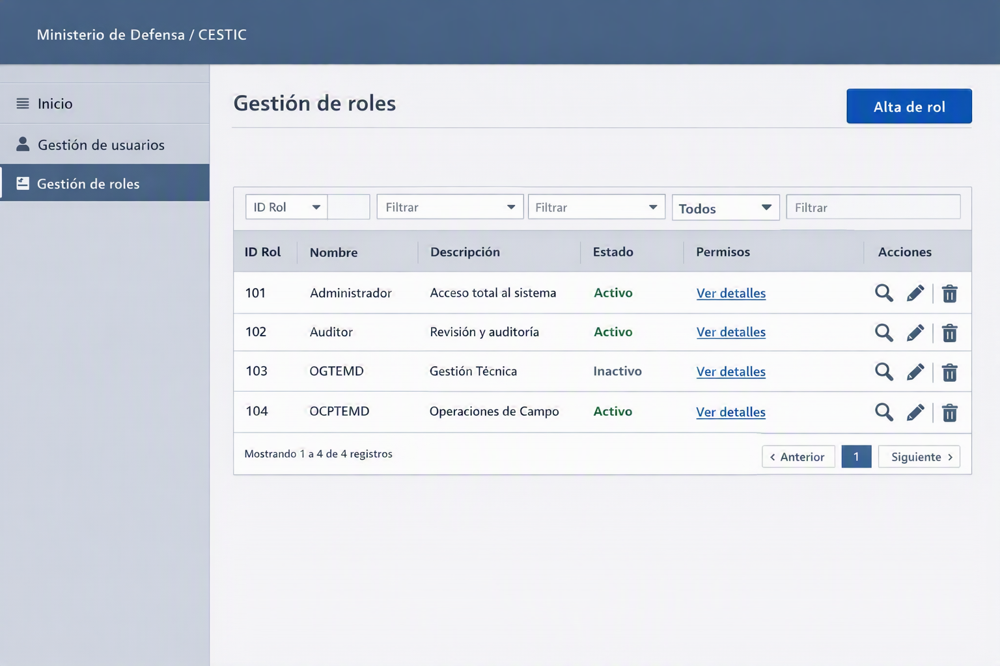 Ministerio de Defensa / CESTIC
Inicio
Gestión de usuarios
Gestión de roles
Gestión de roles
Alta de rol
ID Rol Filtrar Filtrar Todos Filtrar
ID Rol Nombre Descripción Estado Permisos Acciones
101 Administrador Acceso total al sistema Activo Ver detalles
102 Auditor Revisión y auditoría Activo Ver detalles
103 OGTEMD Gestión Técnica Inactivo Ver detalles
104 OCPTEMD Operaciones de Campo Activo Ver detalles
Mostrando 1 a 4 de 4 registros
‹ Anterior 1 Siguiente ›